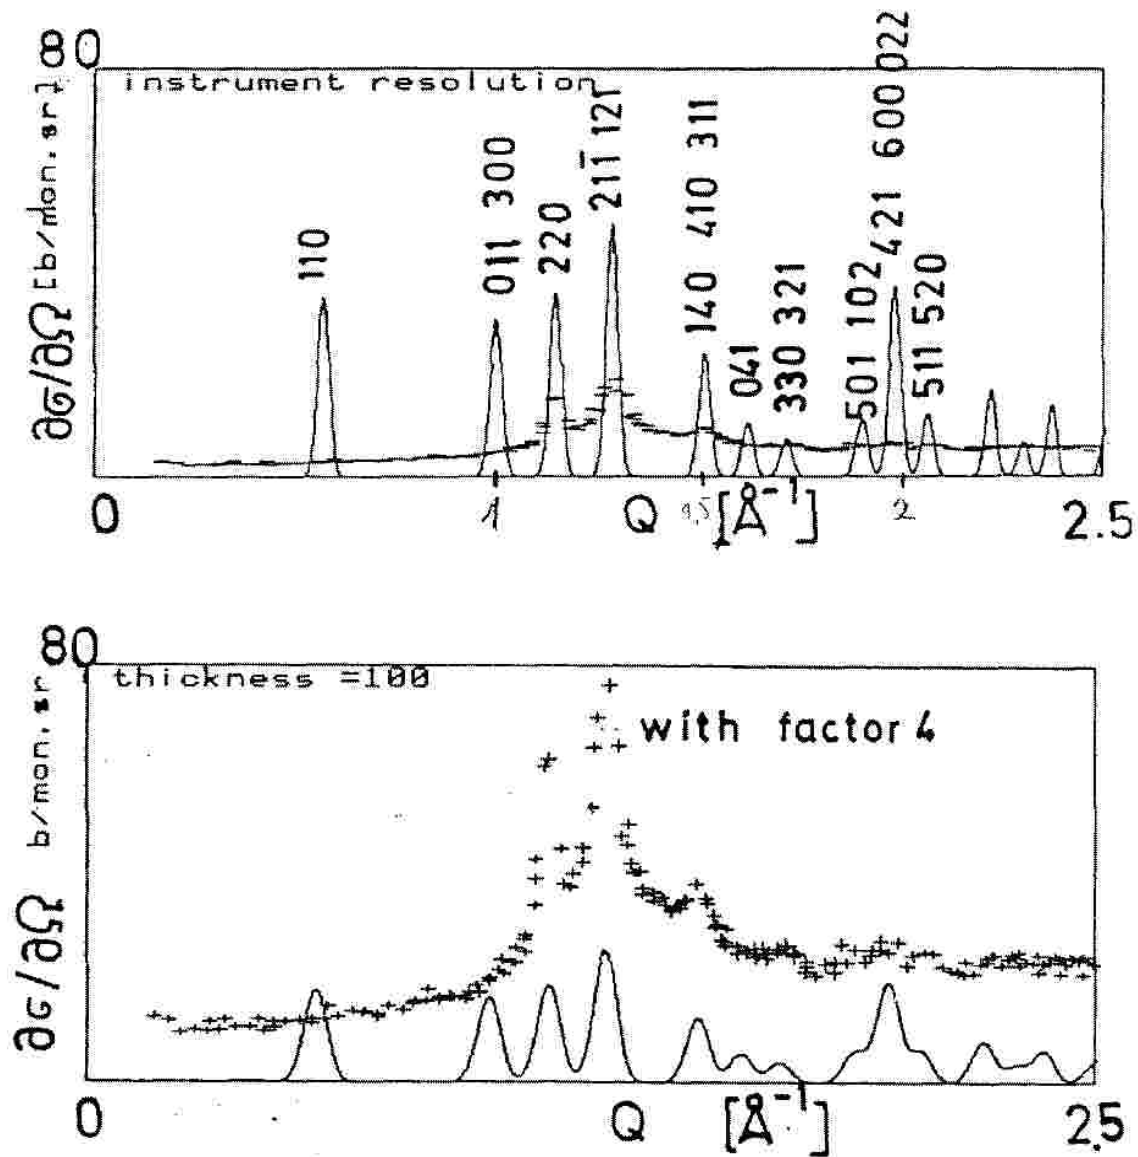 80
instrument resolution
∂σ/∂Ω [b/mon. sr]
110
011 300
220
21̄1̄ 121
140 410 311
041
330 321
501 102
421 600 022
511 520
0 1 Q 1,5 [Å⁻¹] 2 2.5
80
thickness =100
with factor 4
∂σ/∂Ω b/mon. sr
0 Q [Å⁻¹] 2.5